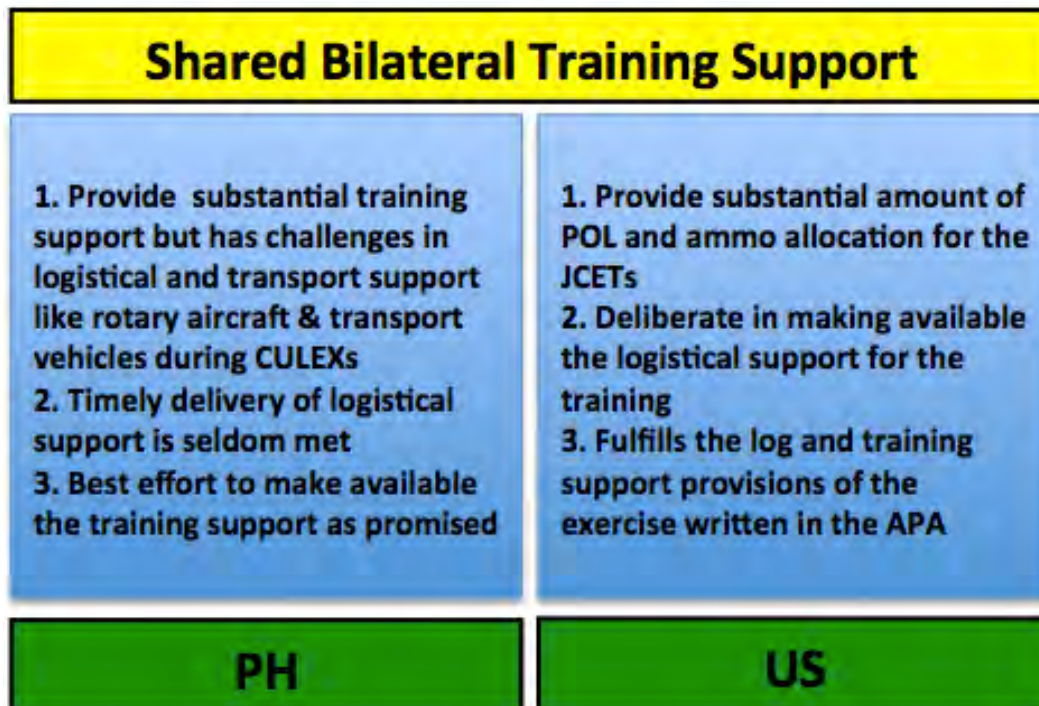 Shared Bilateral Training Support
1. Provide substantial training
support but has challenges in
logistical and transport support
like rotary aircraft & transport
vehicles during CULEXs
2. Timely delivery of logistical
support is seldom met
3. Best effort to make available
the training support as promised
1. Provide substantial amount of
POL and ammo allocation for the
JCETs
2. Deliberate in making available
the logistical support for the
training
3. Fulfills the log and training
support provisions of the
exercise written in the APA
PH
US